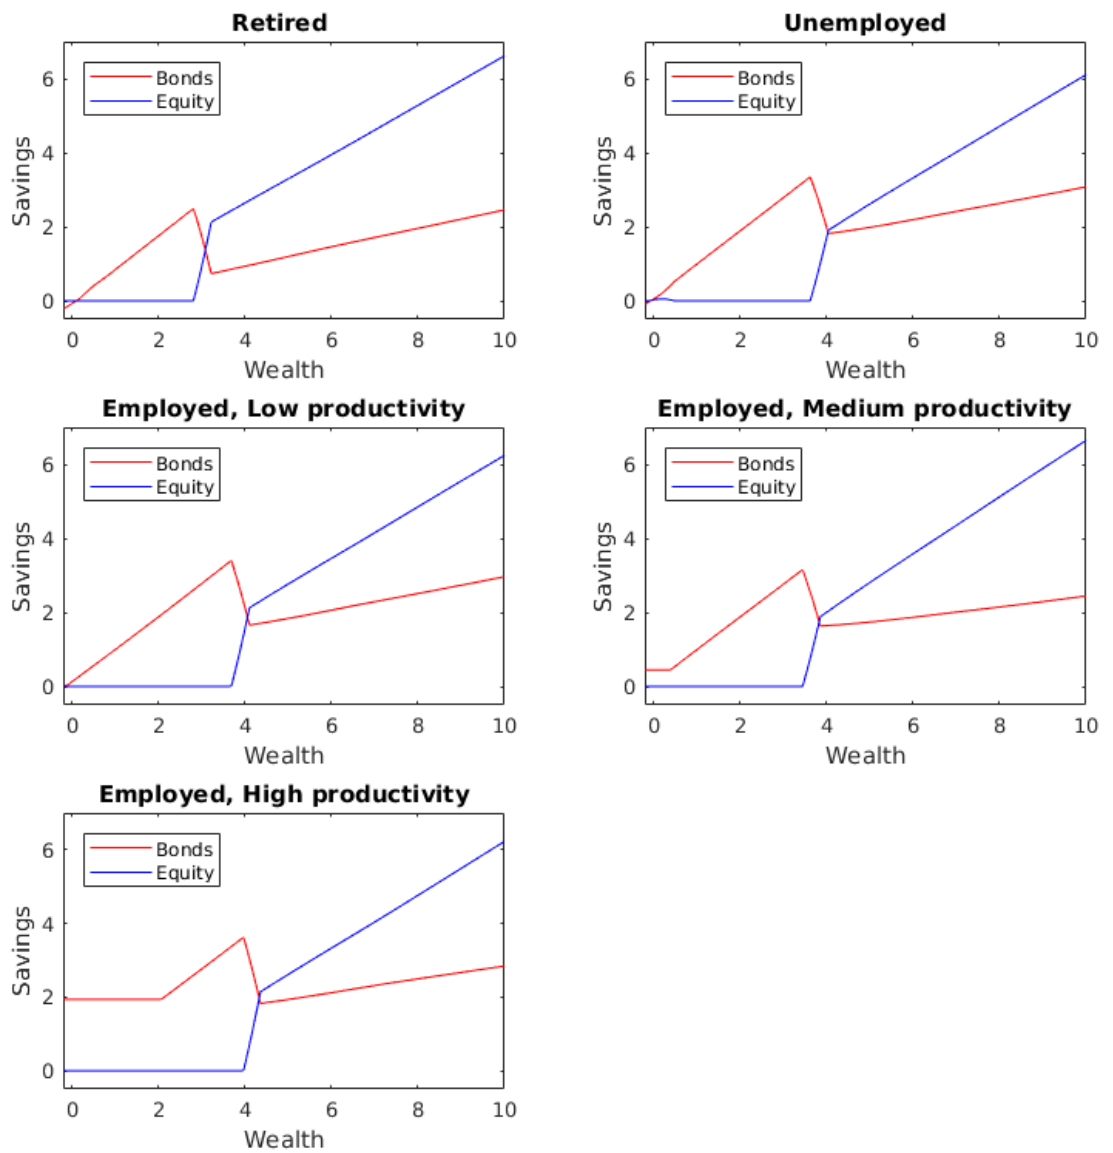 Retired
Bonds
Equity
Savings
6
4
2
0
0 2 4 6 8 10
Wealth
Unemployed
Bonds
Equity
Savings
6
4
2
0
0 2 4 6 8 10
Wealth
Employed, Low productivity
Bonds
Equity
Savings
6
4
2
0
0 2 4 6 8 10
Wealth
Employed, Medium productivity
Bonds
Equity
Savings
6
4
2
0
0 2 4 6 8 10
Wealth
Employed, High productivity
Bonds
Equity
Savings
6
4
2
0
0 2 4 6 8 10
Wealth